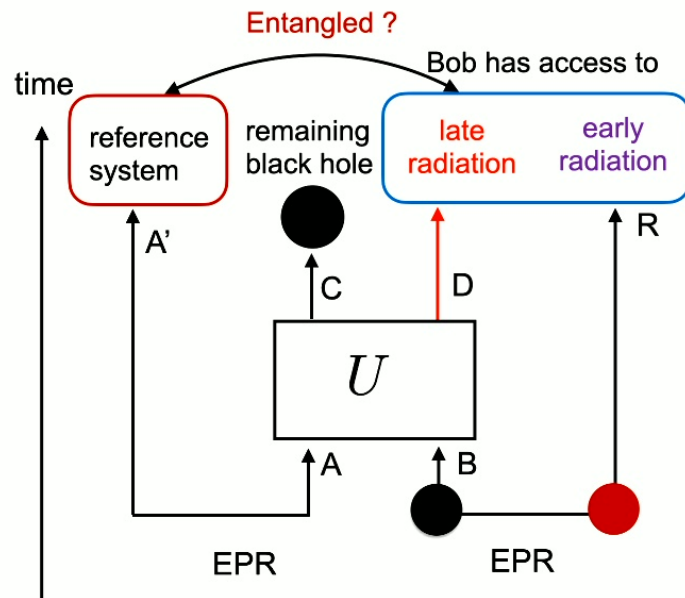 Entangled ?
Bob has access to
time
reference
system
remaining
black hole
late
radiation
early
radiation
A’
R
C
D
U
A
B
EPR
EPR